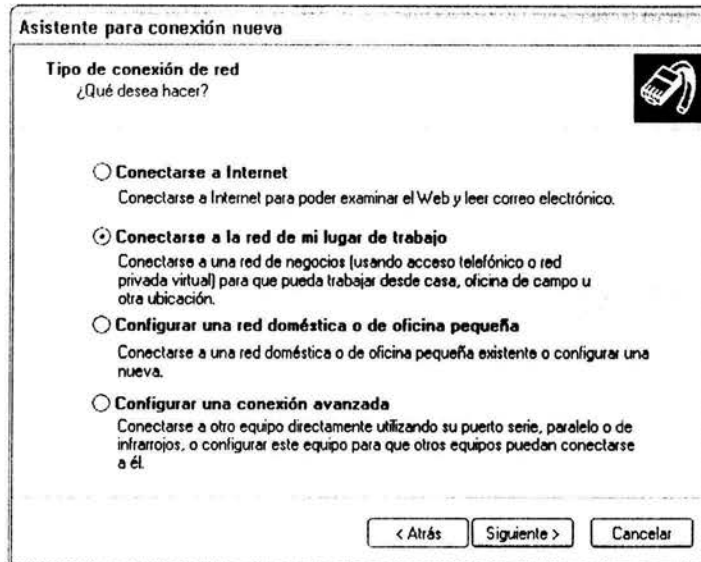 Asistente para conexión nueva
Tipo de conexión de red
¿Qué desea hacer?
Conectarse a Internet
Conectarse a Internet para poder examinar el Web y leer correo electrónico.
Conectarse a la red de mi lugar de trabajo
Conectarse a una red de negocios (usando acceso telefónico o red
privada virtual) para que pueda trabajar desde casa, oficina de campo u
otra ubicación.
Configurar una red doméstica o de oficina pequeña
Conectarse a una red doméstica o de oficina pequeña existente o configurar una
nueva.
Configurar una conexión avanzada
Conectarse a otro equipo directamente utilizando su puerto serie, paralelo o de
infrarrojos, o configurar este equipo para que otros equipos puedan conectarse
a él.
< Atrás Siguiente > Cancelar